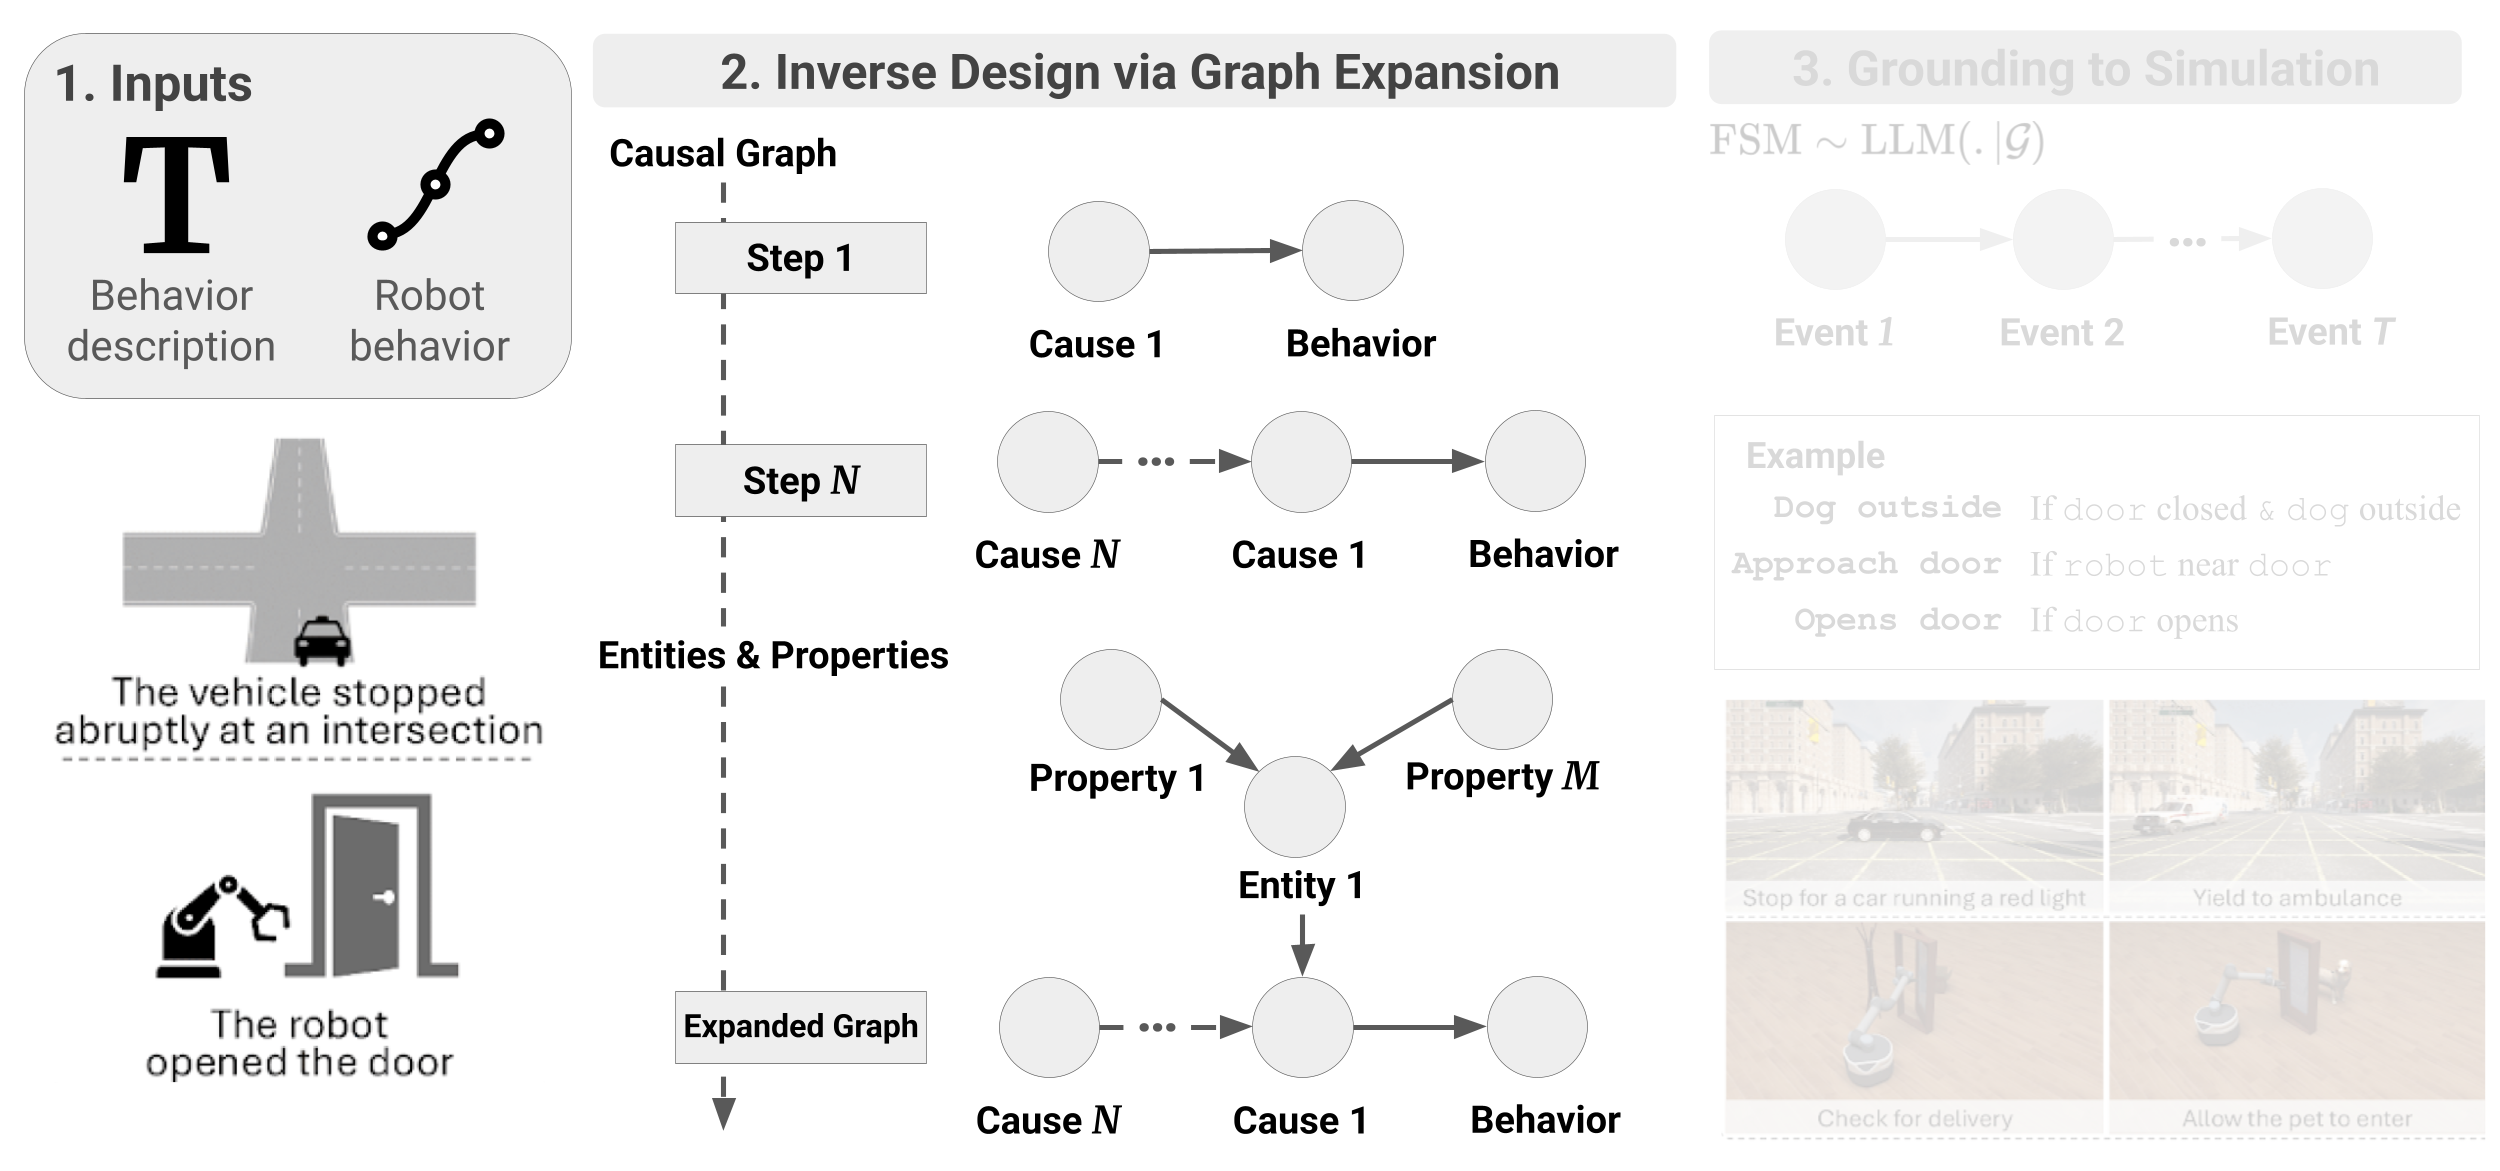 1. Inputs
T
Behavior
description
Robot
behavior
The vehicle stopped
abruptly at an intersection
The robot
opened the door
2. Inverse Design via Graph Expansion
Causal Graph
Step 1
Cause 1
Behavior
Step N
...
Cause N
Cause 1
Behavior
Entities & Properties
Property 1
Property M
Entity 1
Expanded Graph
...
Cause N
Cause 1
Behavior
3. Grounding to Simulation
FSM ~ LLM(. |𝒢)
...
Event 1
Event 2
Event T
Example
Dog outside If door closed & dog outside
Approach door If robot near door
Opens door If door opens
Stop for a car running a red light
Yield to ambulance
Check for delivery
Allow the pet to enter